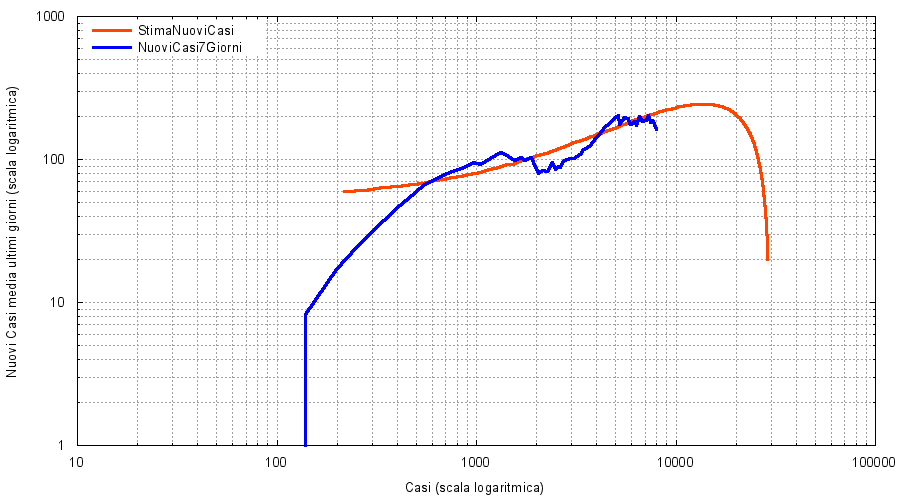 1000
StimaNuoviCasi
NuoviCasi7Giorni
100
10
1
10 100 1000 10000 100000
Nuovi Casi media ultimi giorni (scala logaritmica)
Casi (scala logaritmica)